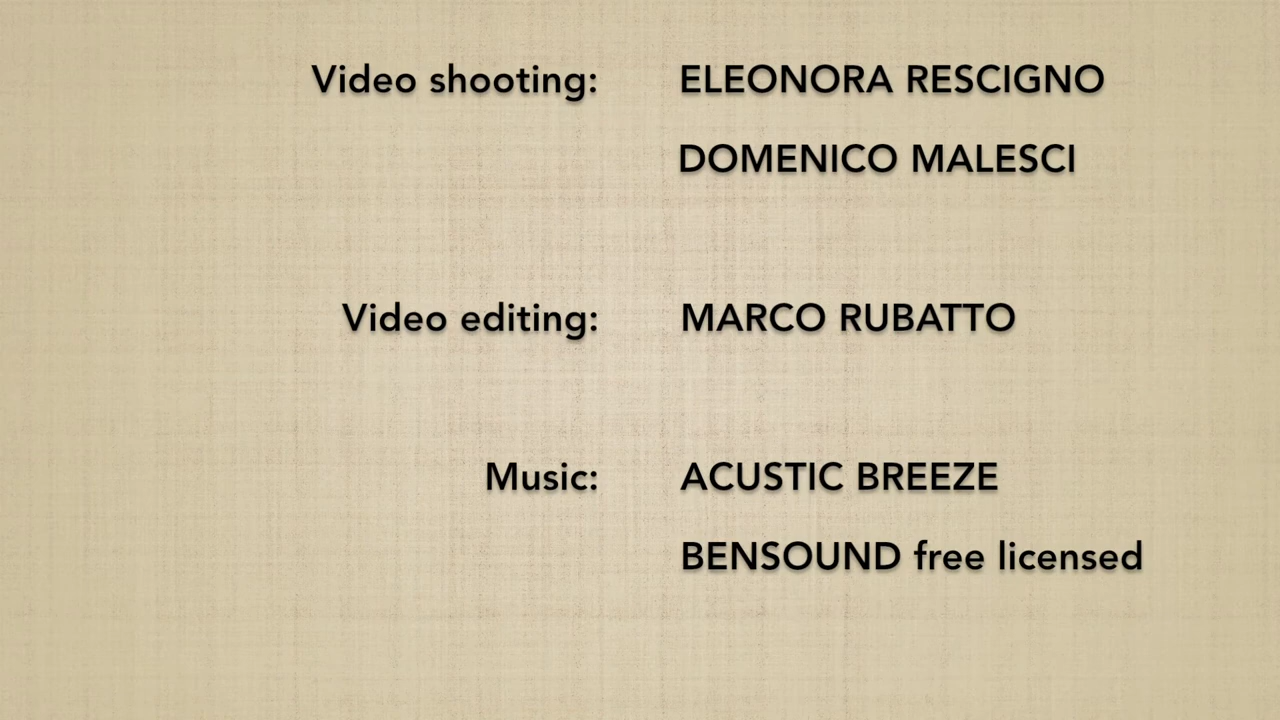 Video shooting: ELEONORA RESCIGNO
DOMENICO MALESCI
Video editing: MARCO RUBATTO
Music: ACUSTIC BREEZE
BENSOUND free licensed